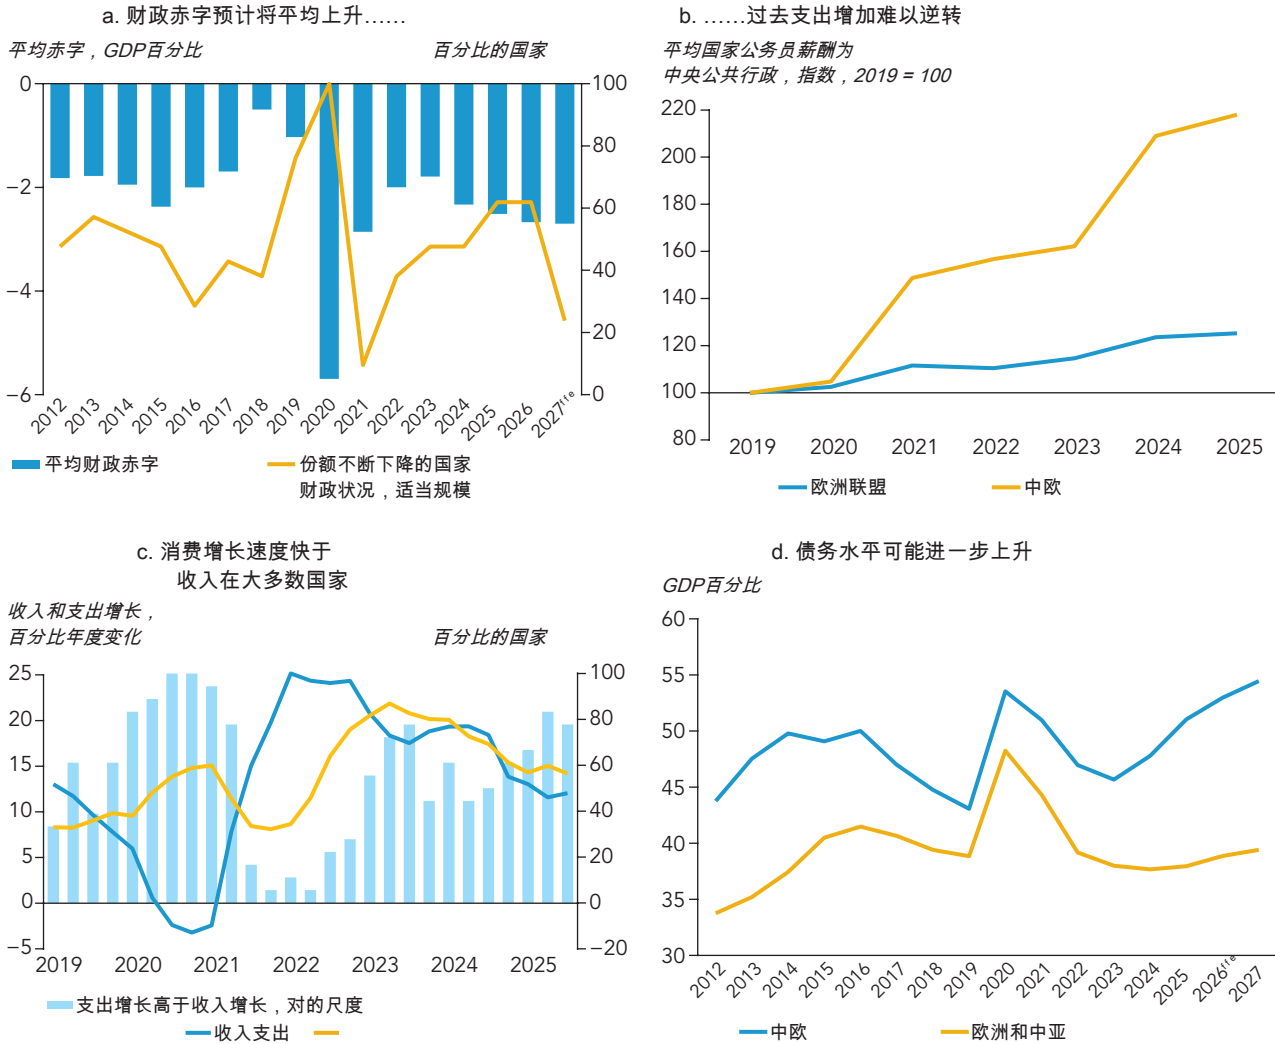 a. 财政赤字预计将平均上升……
平均赤字，GDP百分比
百分比的国家
0
−2
−4
−6
100
80
60
40
20
0
2012 2013 2014 2015 2016 2017 2018 2019 2020 2021 2022 2023 2024 2025 2026 2027ᶠᶠᵉ
平均财政赤字
份额不断下降的国家
财政状况，适当规模
b. ……过去支出增加难以逆转
平均国家公务员薪酬为
中央公共行政，指数，2019 = 100
220
200
180
160
140
120
100
80
2019 2020 2021 2022 2023 2024 2025
欧洲联盟
中欧
c. 消费增长速度快于
收入在大多数国家
收入和支出增长，
百分比年度变化
百分比的国家
25
20
15
10
5
0
−5
100
80
60
40
20
0
−20
2019 2020 2021 2022 2023 2024 2025
支出增长高于收入增长，对的尺度
收入支出
d. 债务水平可能进一步上升
GDP百分比
60
55
50
45
40
35
30
2012 2013 2014 2015 2016 2017 2018 2019 2020 2021 2022 2023 2024 2025 2026ᶠᶠᵉ 2027
中欧
欧洲和中亚